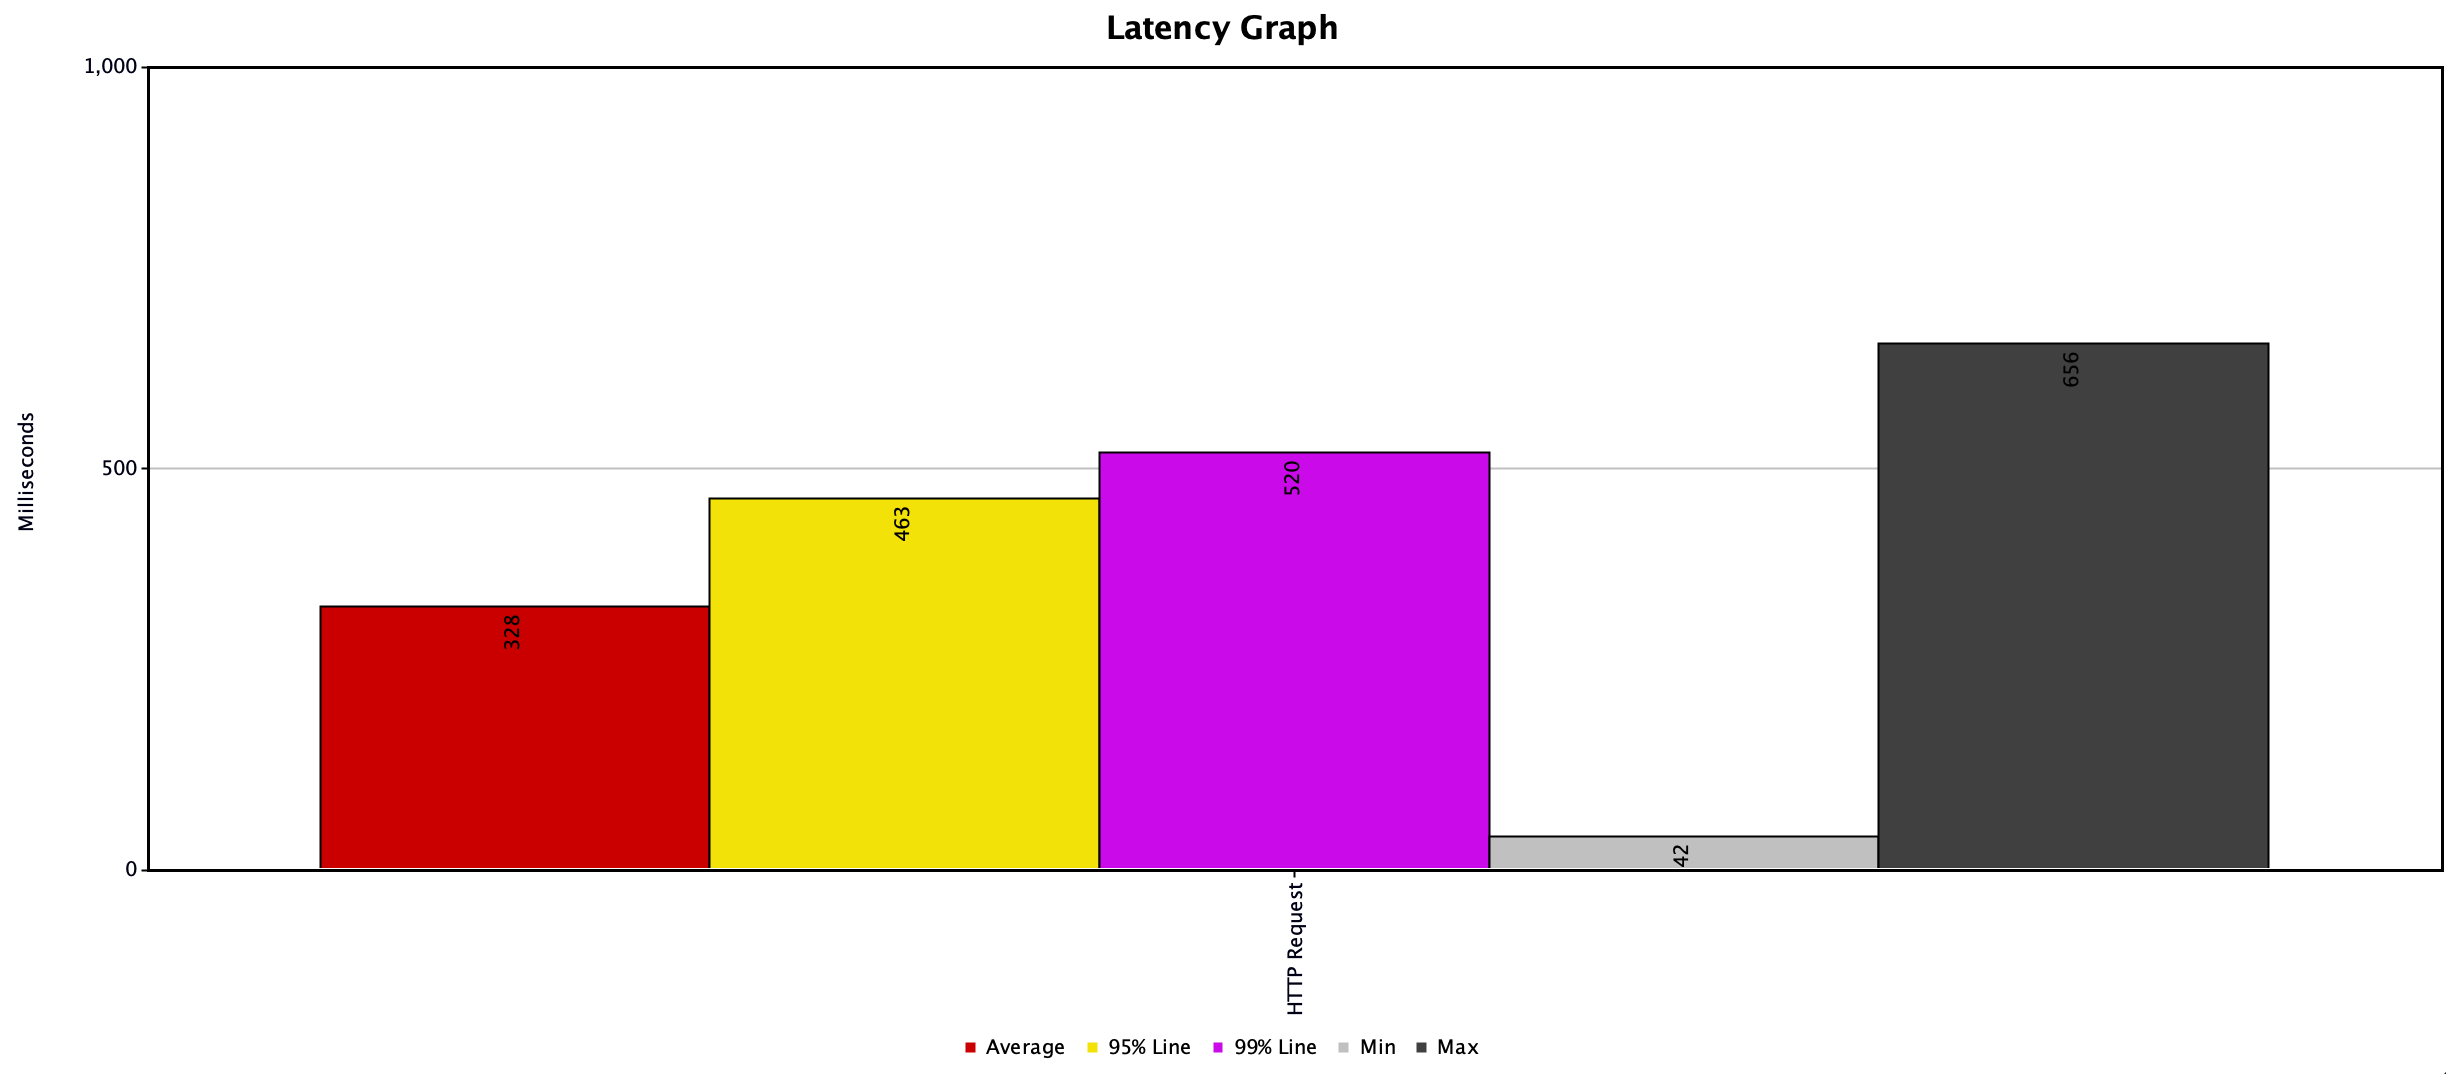 Latency Graph
1,000
500
0
Milliseconds
328
463
520
42
656
HTTP Request
Average 95% Line 99% Line Min Max